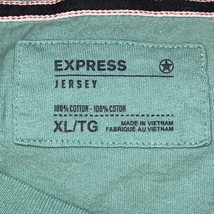 EXPRESS
JERSEY
100% COTTON - 100% COTON
XL/TG
MADE IN VIETNAM
FABRIQUÉ AU VIETNAM